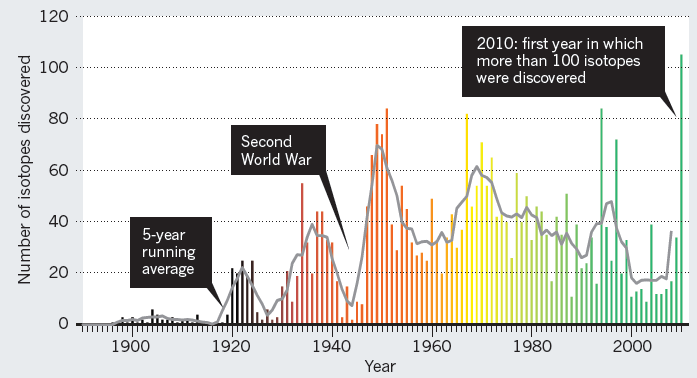 120
100
80
60
40
20
0
Number of isotopes discovered
2010: first year in which
more than 100 isotopes
were discovered
Second
World War
5-year
running
average
1900
1920
1940
1960
1980
2000
Year